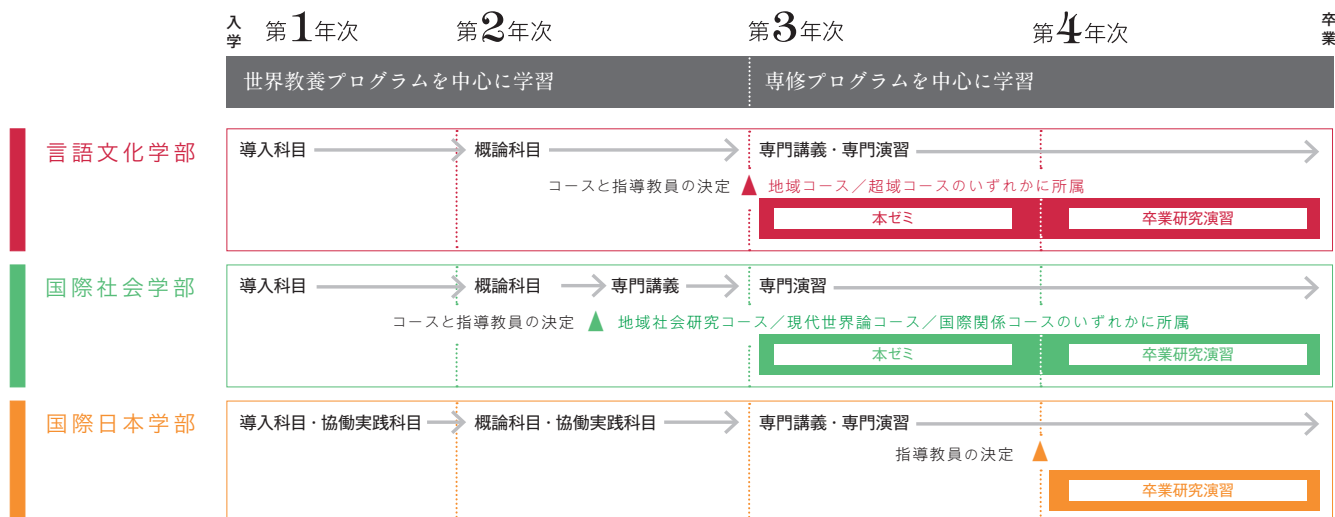 入学 第1年次 第2年次 第3年次 第4年次 卒業
世界教養プログラムを中心に学習 専修プログラムを中心に学習
言語文化学部 導入科目 概論科目 専門講義・専門演習
コースと指導教員の決定 地域コース／超域コースのいずれかに所属
本ゼミ 卒業研究演習
国際社会学部 導入科目 概論科目 専門講義 専門演習
コースと指導教員の決定 地域社会研究コース／現代世界論コース／国際関係コースのいずれかに所属
本ゼミ 卒業研究演習
国際日本学部 導入科目・協働実践科目 概論科目・協働実践科目 専門講義・専門演習
指導教員の決定
卒業研究演習